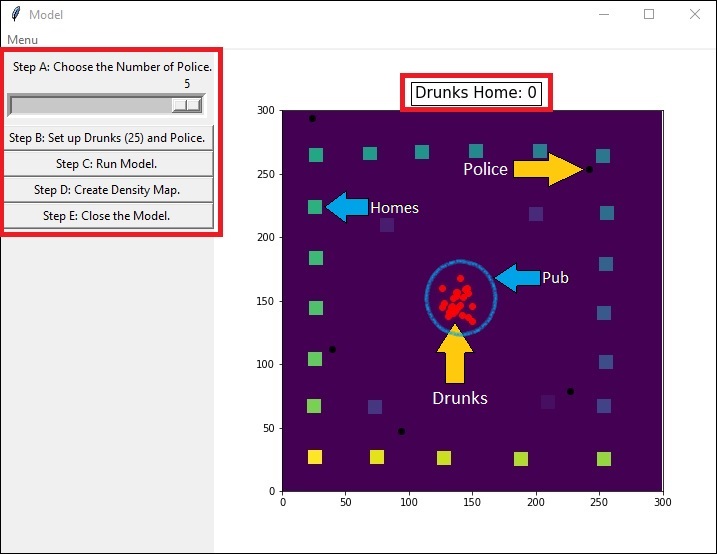 Model
Menu
Step A: Choose the Number of Police.
5
Step B: Set up Drunks (25) and Police.
Step C: Run Model.
Step D: Create Density Map.
Step E: Close the Model.
Drunks Home: 0
300
250
200
150
100
50
0
Police
Homes
Pub
Drunks
0 50 100 150 200 250 300